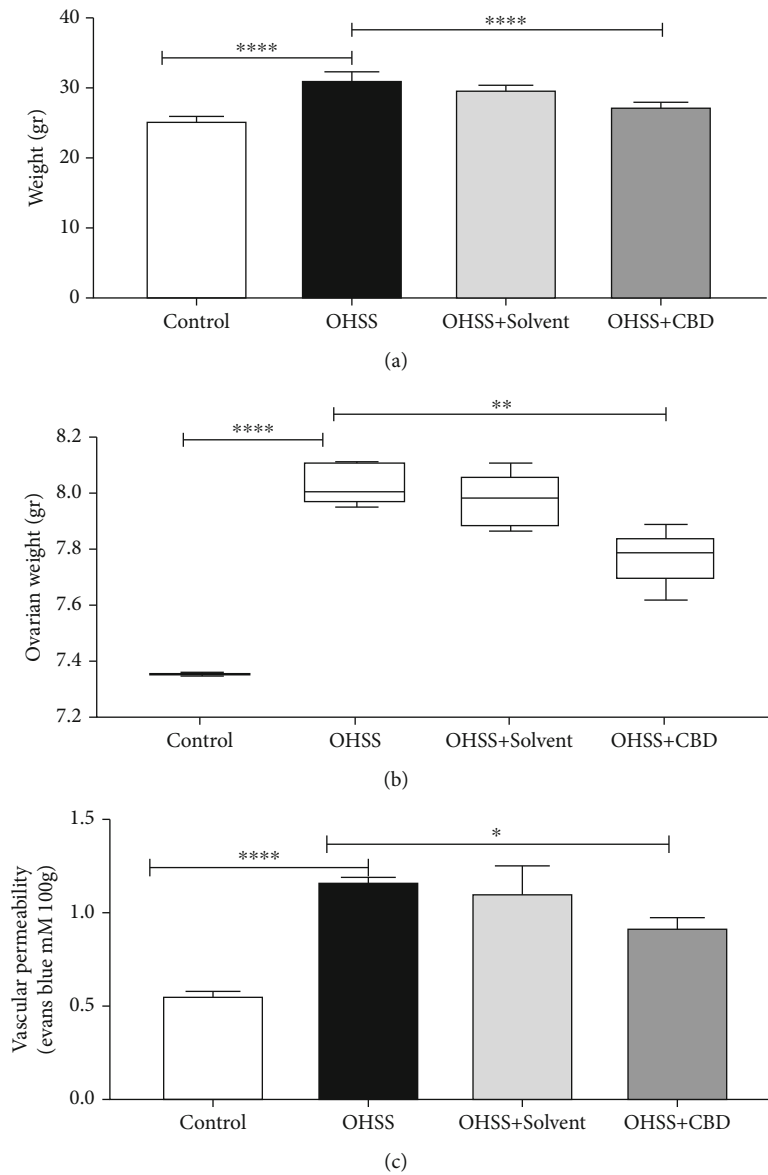 40
30
20
10
0
Weight (gr)
****
****
Control
OHSS
OHSS+Solvent
OHSS+CBD
(a)
8.2
8.0
7.8
7.6
7.4
7.2
Ovarian weight (gr)
****
**
Control
OHSS
OHSS+Solvent
OHSS+CBD
(b)
1.5
1.0
0.5
0.0
Vascular permeability
(evans blue mM 100g)
****
*
Control
OHSS
OHSS+Solvent
OHSS+CBD
(c)